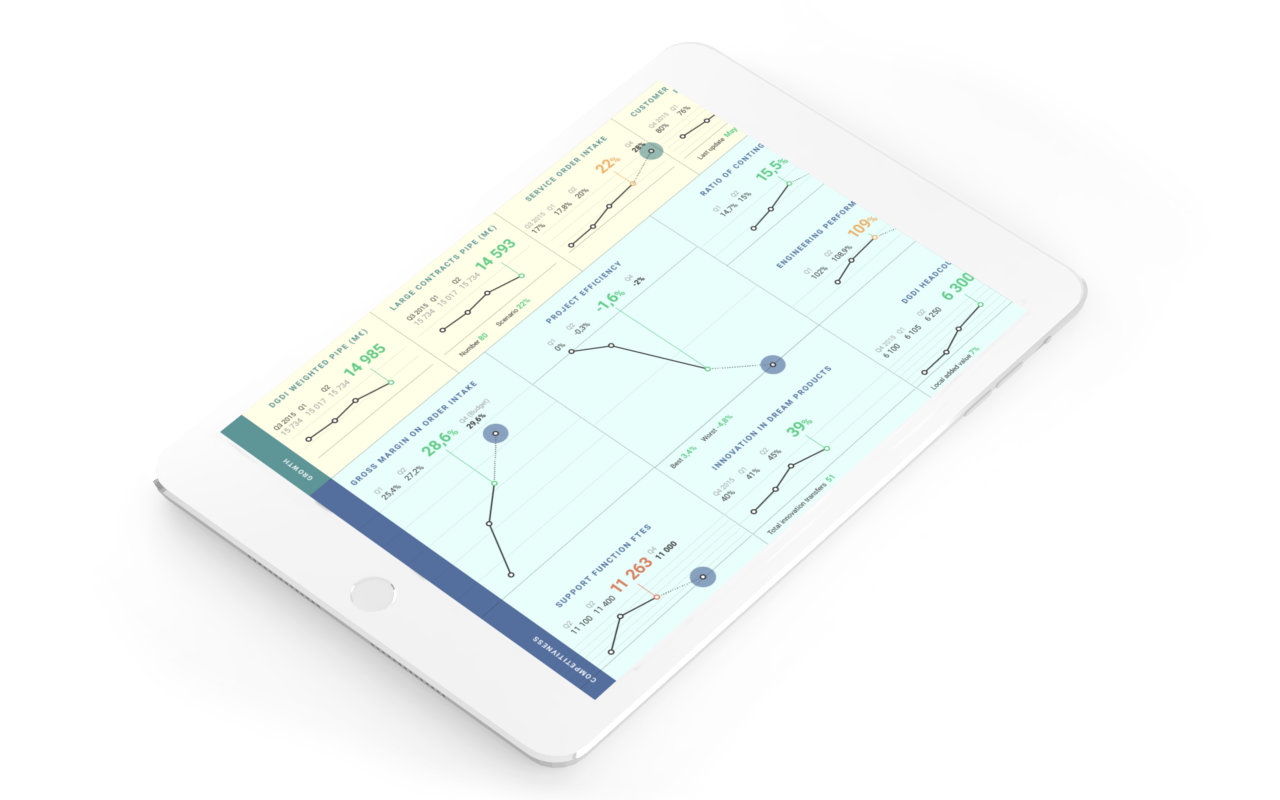 GROWTH
DGDI WEIGHTED PIPE (M€)
Q3 2015 Q1 Q2
15 734 15 017 15 734 14 985
LARGE CONTRACTS PIPE (M€)
Q3 2015 Q1 Q2
15 734 15 017 15 734 14 593
Number 80 Scenario 22%
SERVICE ORDER INTAKE
Q3 2015 Q1 Q2 Q4
17% 17,8% 20% 22% 28%
CUSTOMER
Q4 2015 Q1
80% 76%
Last update May
COMPETITIVENESS
GROSS MARGIN ON ORDER INTAKE
Q1 Q2 Q4 (Budget)
25,4% 27,2% 28,6% 29,6%
PROJECT EFFICIENCY
Q1 Q2 Q4
0% -0,3% -1,6% -2%
Best 3,4% Worst -4,8%
RATIO OF CONTING
Q1 Q2
14,7% 15% 15,5%
ENGINEERING PERFORM
Q1 Q2
102% 108,9% 109%
SUPPORT FUNCTION FTES
Q2 Q2 Q4
11 100 11 400 11 263 11 000
INNOVATION IN DREAM PRODUCTS
Q4 2015 Q1 Q2
40% 41% 45% 39%
Total innovation transfers 51
DGDI HEADCOU
Q4 2015 Q1 Q2
6 100 6 105 6 250 6 300
Local added value 7%